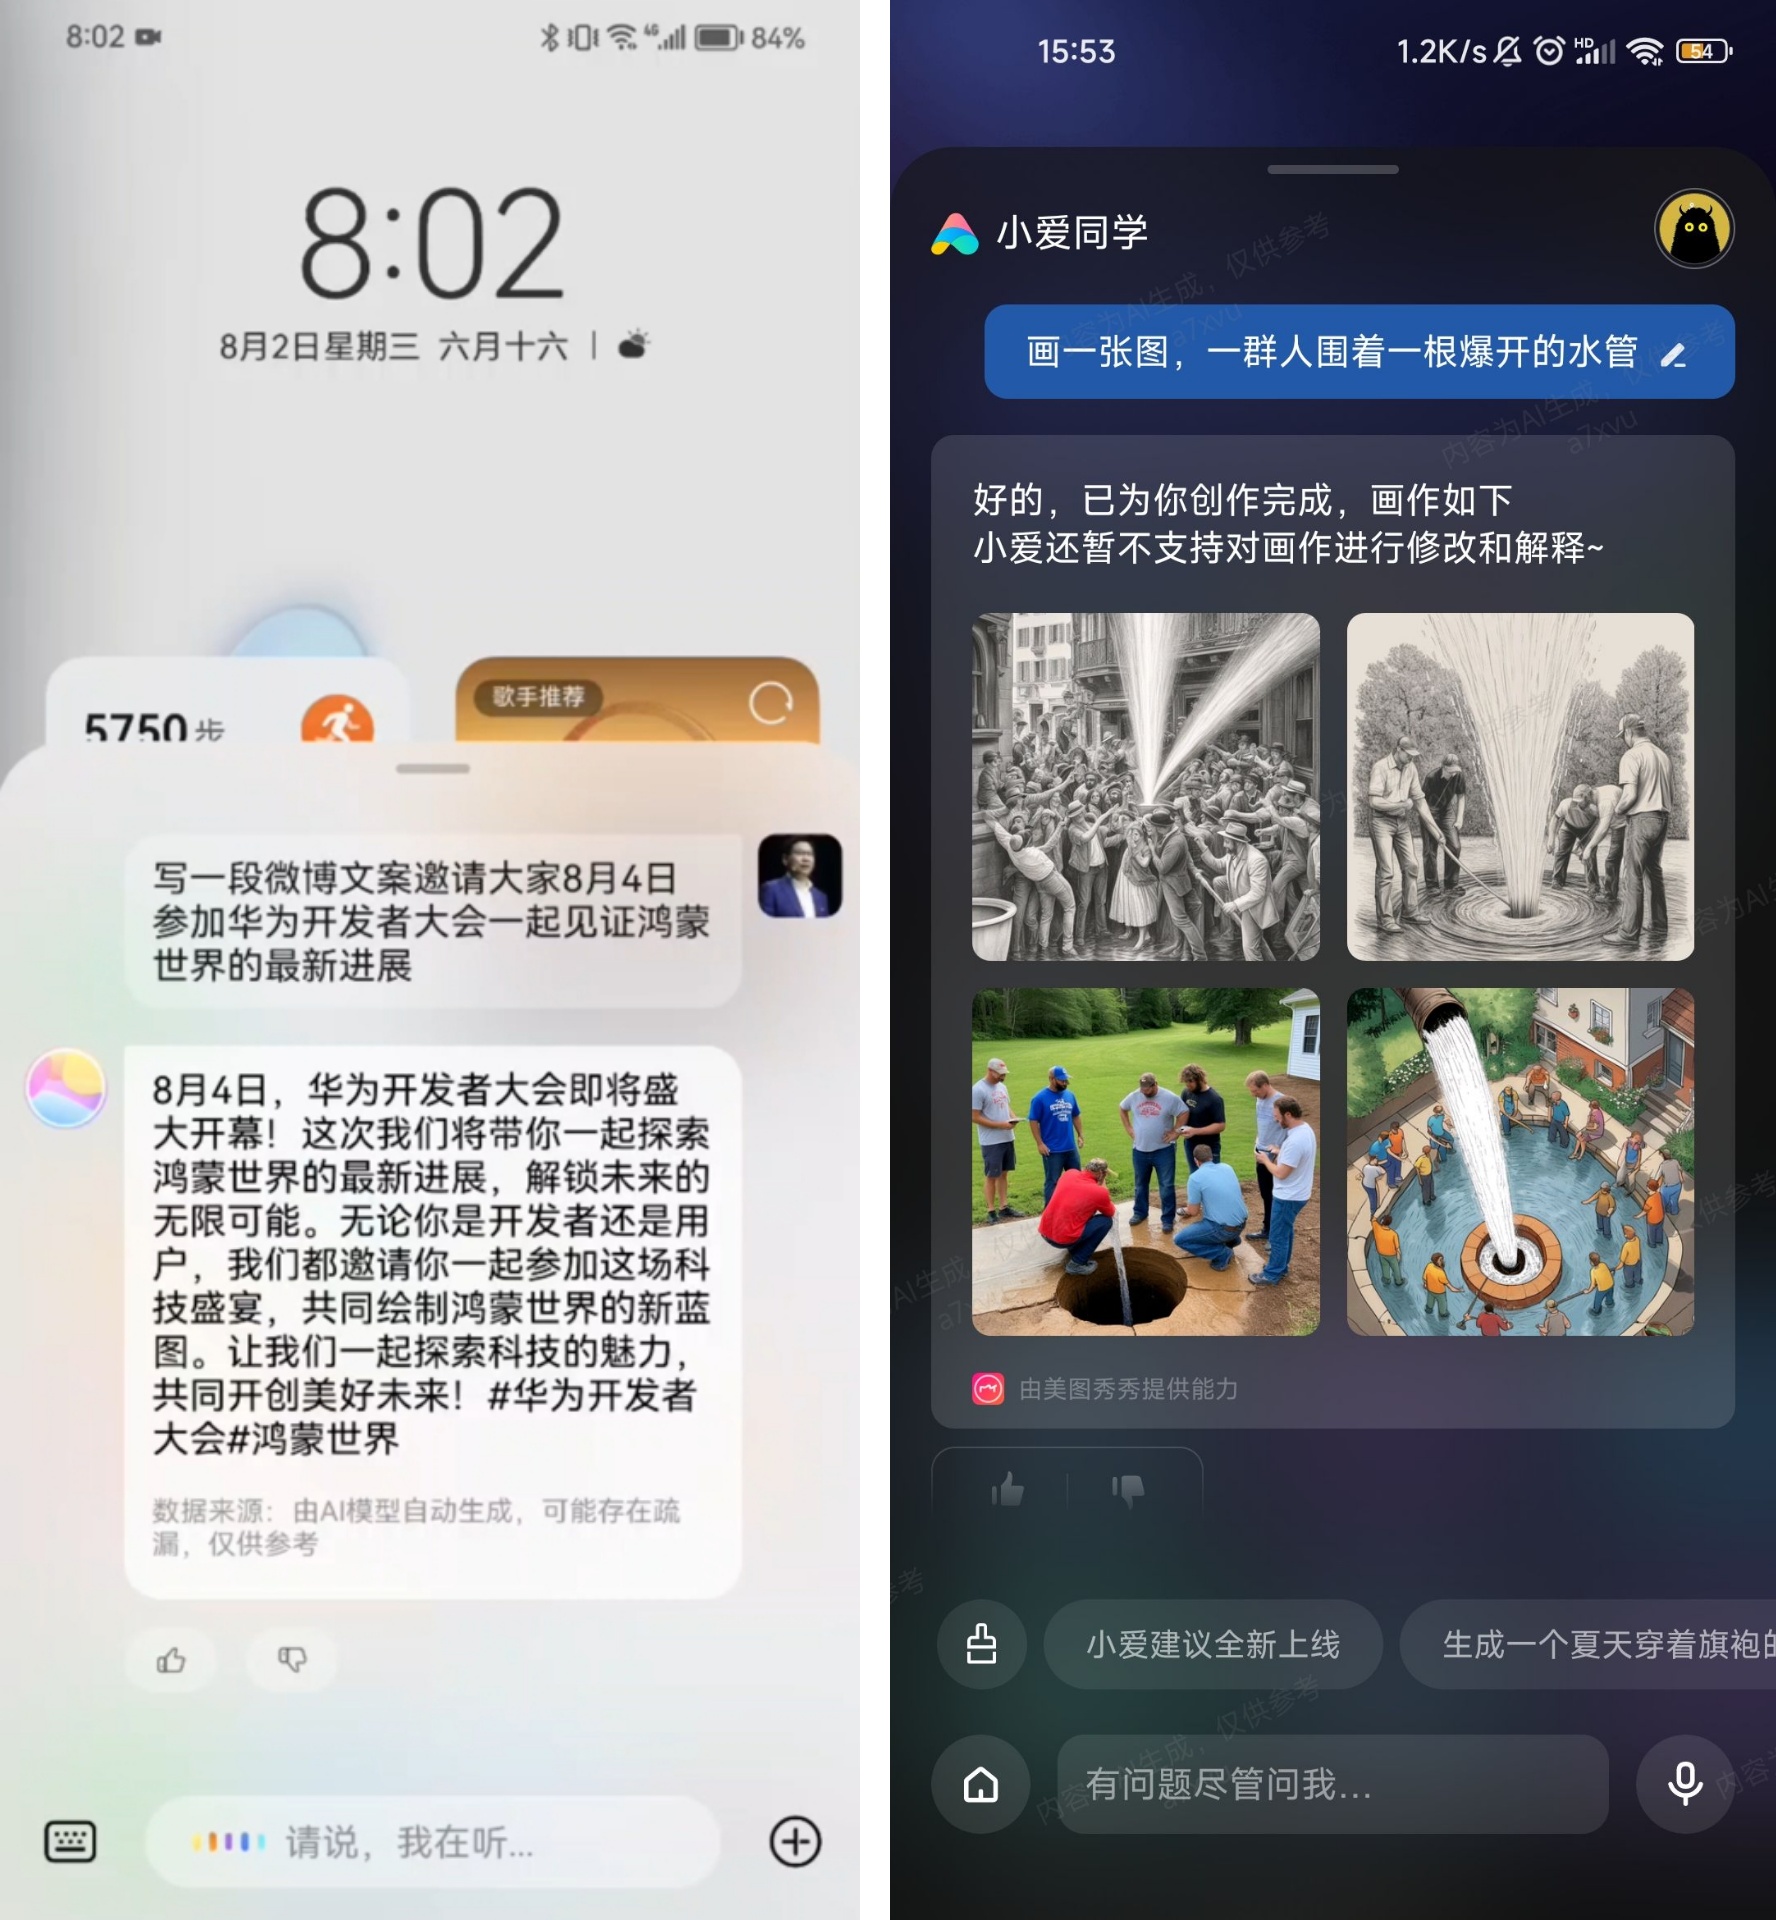 8:02
4G
84%
8:02
8月2日星期三 六月十六
5750步
歌手推荐
写一段微博文案邀请大家8月4日
参加华为开发者大会一起见证鸿蒙
世界的最新进展
8月4日，华为开发者大会即将盛
大开幕！这次我们将带你一起探索
鸿蒙世界的最新进展，解锁未来的
无限可能。无论你是开发者还是用
户，我们都邀请你一起参加这场科
技盛宴，共同绘制鸿蒙世界的新蓝
图。让我们一起探索科技的魅力，
共同开创美好未来！#华为开发者
大会#鸿蒙世界
数据来源：由AI模型自动生成，可能存在疏
漏，仅供参考
请说，我在听...
15:53
1.2K/s
HD
54
小爱同学
画一张图，一群人围着一根爆开的水管
好的，已为你创作完成，画作如下
小爱还暂不支持对画作进行修改和解释~
由美图秀秀提供能力
小爱建议全新上线
生成一个夏天穿着旗袍的
有问题尽管问我...
内容为AI生成，仅供参考
a7xvu